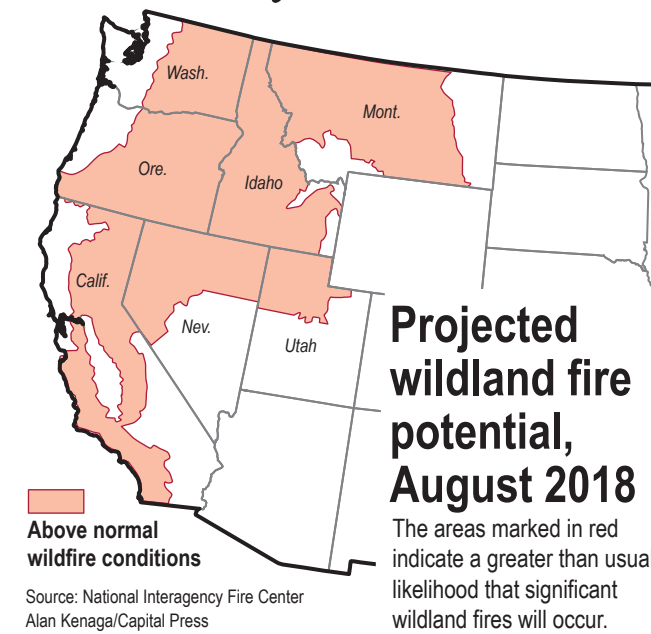 Wash.
Mont.
Ore.
Idaho
Calif.
Nev.
Utah
Projected
wildland fire
potential,
August 2018
The areas marked in red
indicate a greater than usua
likelihood that significant
wildland fires will occur.
Above normal
wildfire conditions
Source: National Interagency Fire Center
Alan Kenaga/Capital Press